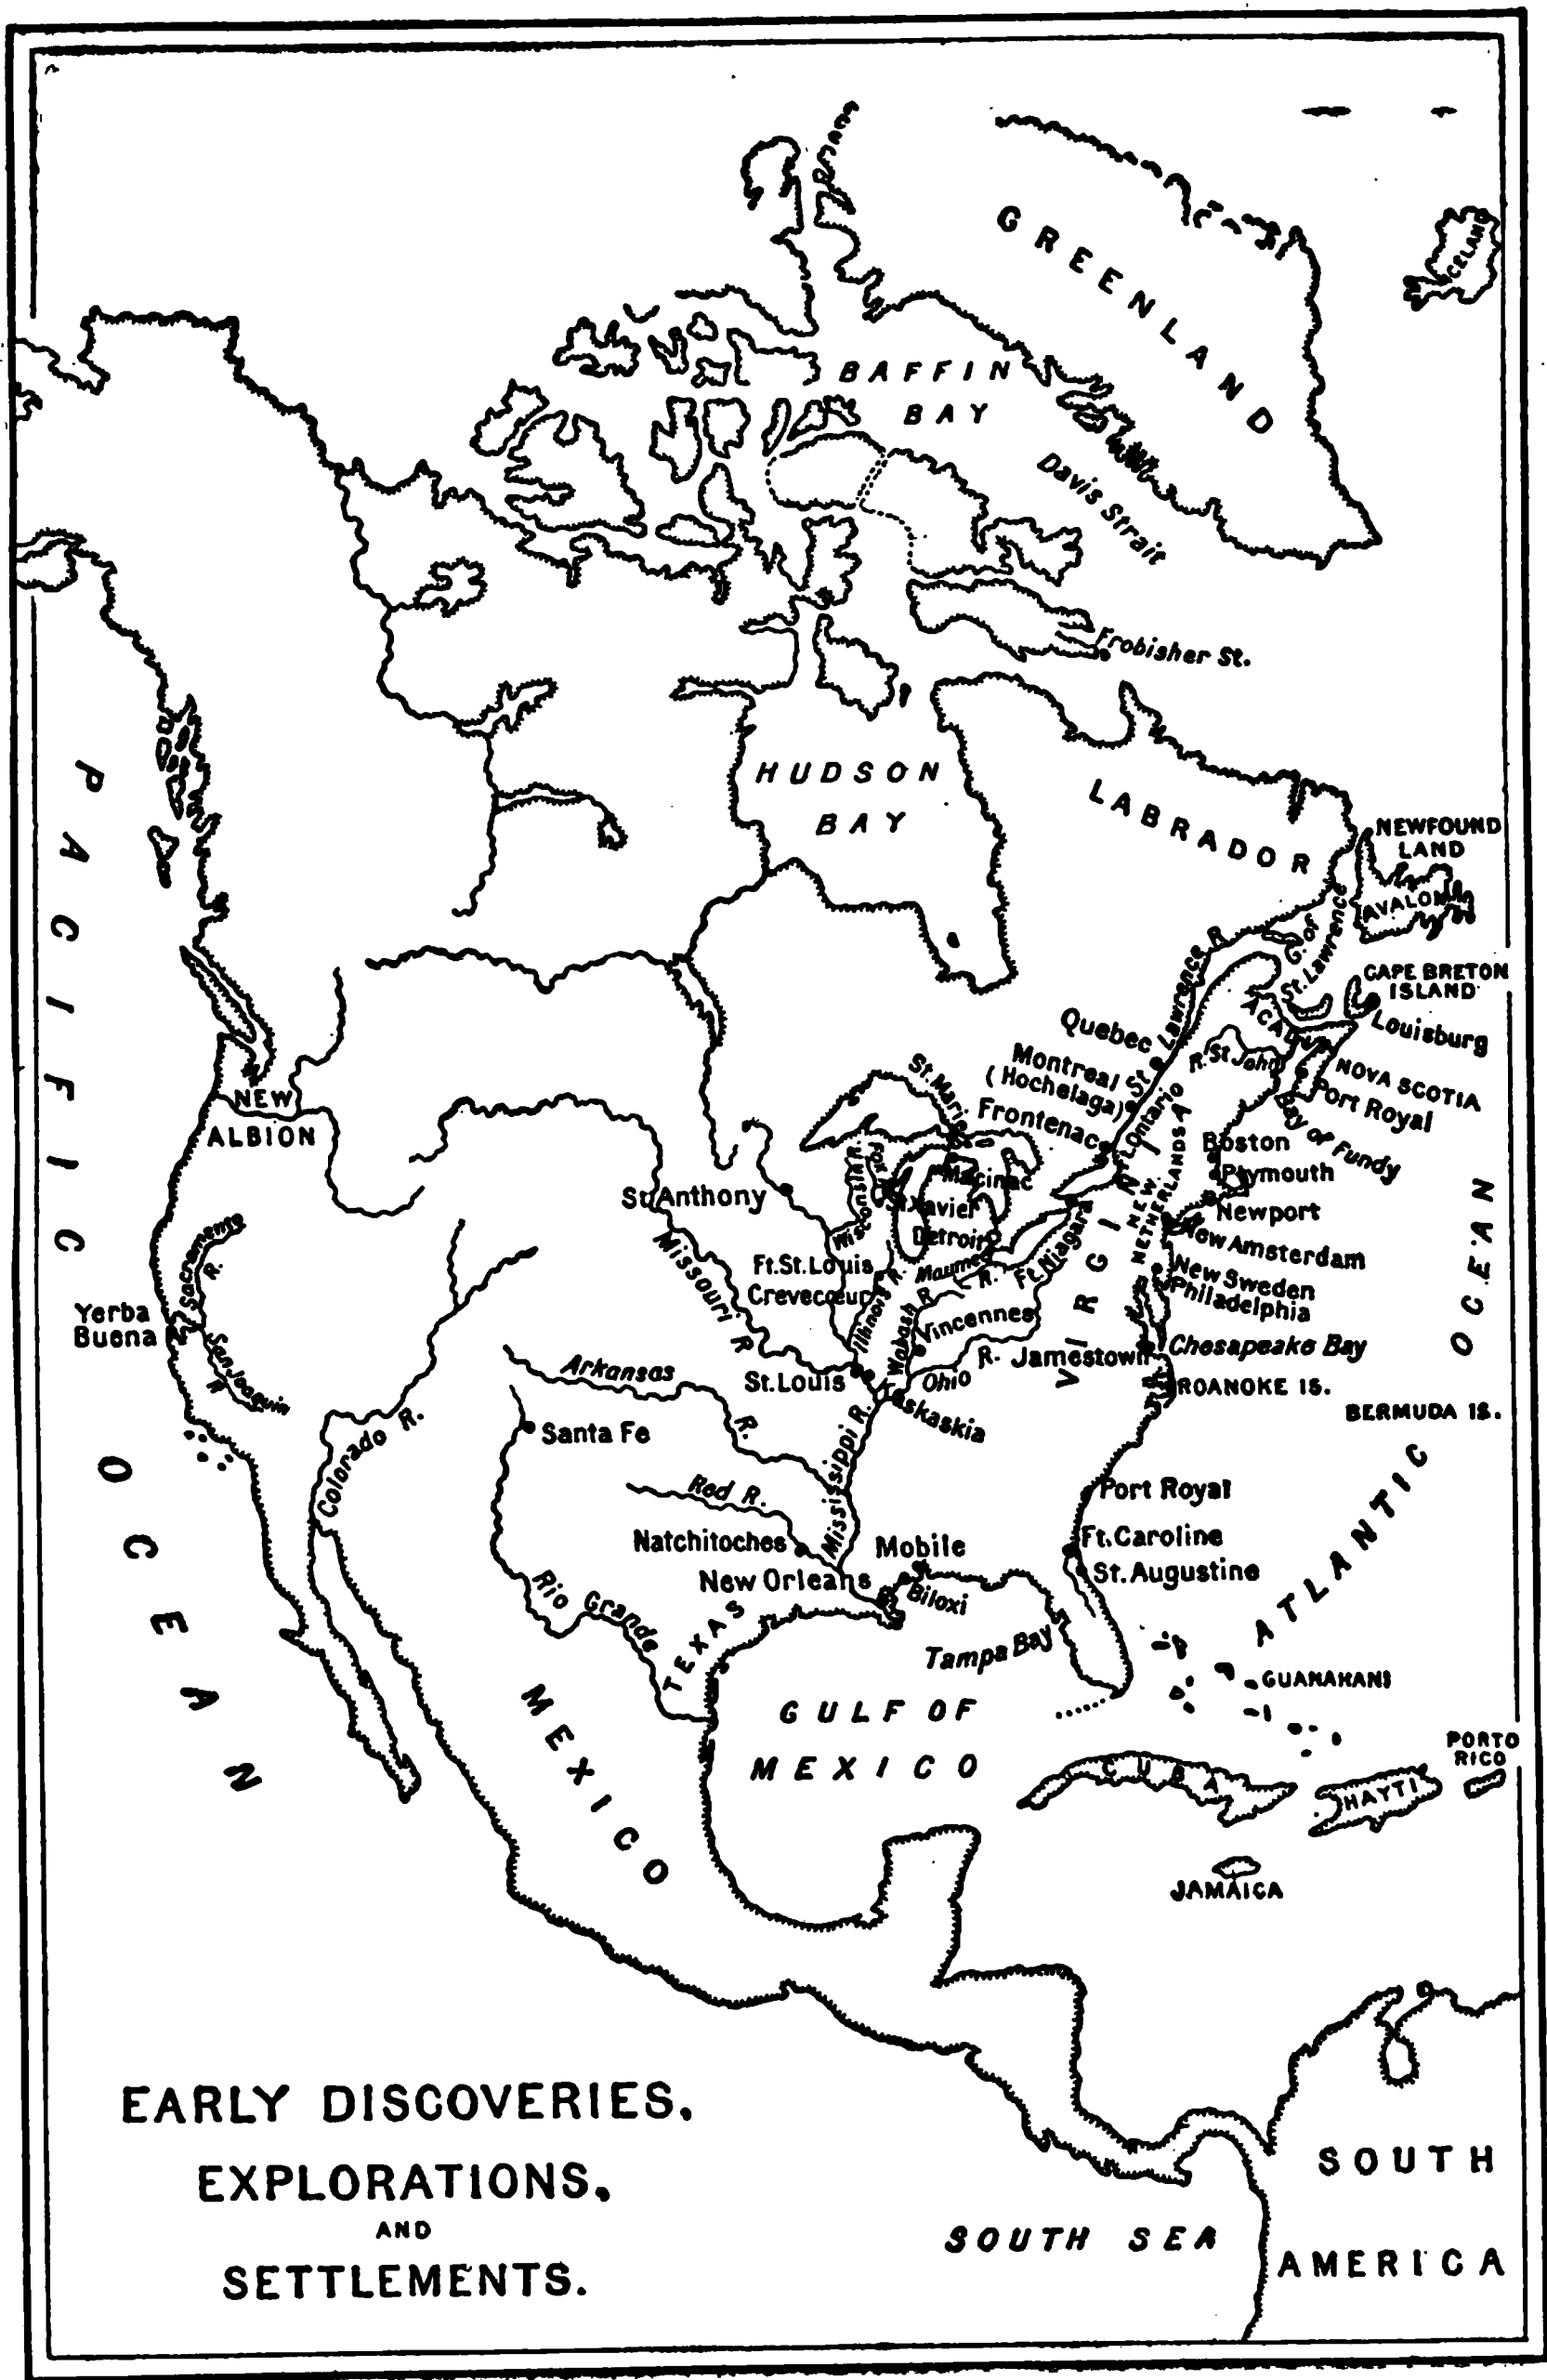 GREENLAND
ICELAND
BAFFIN
BAY
Davis Strait
Frobisher St.
HUDSON
BAY
LABRADOR
NEWFOUND
LAND
AVALON
G. of
St. Lawrence
CAPE BRETON
ISLAND
Louisburg
ACADIA
NOVA SCOTIA
Port Royal
Bay of Fundy
R. St John
St. Lawrence R.
Quebec
Montreal
(Hochelaga)
Frontenac
Ft. Ontario
St. Marie
Macinac
Fox R.
Wisconsin R.
St. Xavier
Detroit
Maumee R.
Ft. Niagara
Boston
Plymouth
Newport
NEW
NETHERLANDS
New Amsterdam
New Sweden
Philadelphia
VIRGINIA
Chesapeake Bay
Jamestown
ROANOKE IS.
BERMUDA IS.
St. Anthony
Missouri R.
Ft. St. Louis
Crevecœur
Illinois R.
Wabash R.
Vincennes
Ohio R.
St. Louis
Kaskaskia
Mississippi R.
Arkansas R.
Santa Fe
Red R.
Natchitoches
New Orleans
Mobile
Biloxi
Port Royal
Ft. Caroline
St. Augustine
Tampa Bay
Rio Grande
TEXAS
Colorado R.
NEW
ALBION
Sacramento R.
Yerba
Buena
San Joaquin R
PACIFIC OCEAN
ATLANTIC OCEAN
MEXICO
GULF OF
MEXICO
GUANAHANI
CUBA
HAYTI
PORTO
RICO
JAMAICA
SOUTH
AMERICA
SOUTH SEA
EARLY DISCOVERIES.
EXPLORATIONS.
AND
SETTLEMENTS.